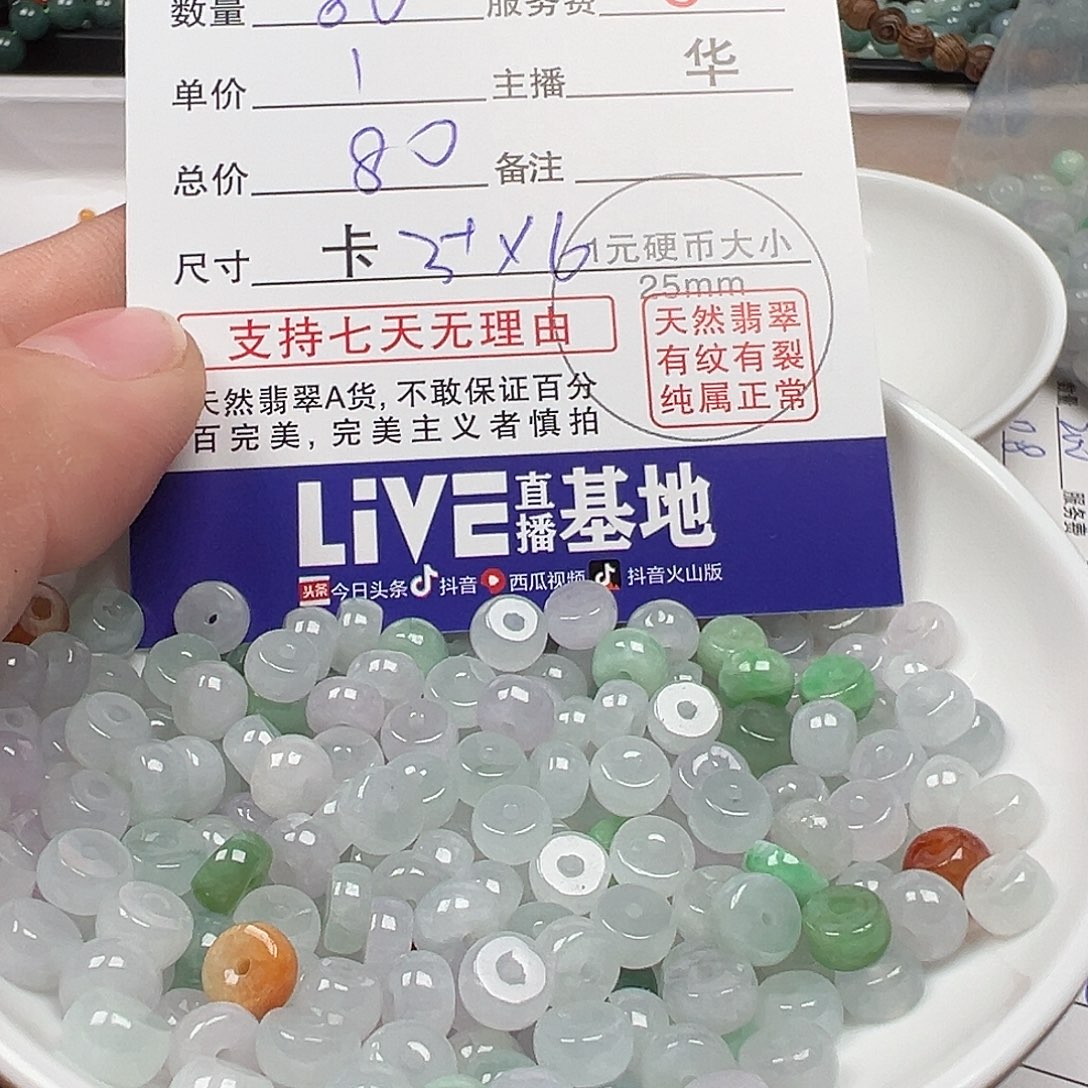 数量 80 服务费
单价 1 主播 华
总价 80 备注
尺寸 卡 3+×6
1元硬币大小
25mm
支持七天无理由
天然翡翠
有纹有裂
纯属正常
天然翡翠A货,不敢保证百分
百完美,完美主义者慎拍
LiVE直播基地
头条 今日头条 抖音 西瓜视频 抖音火山版